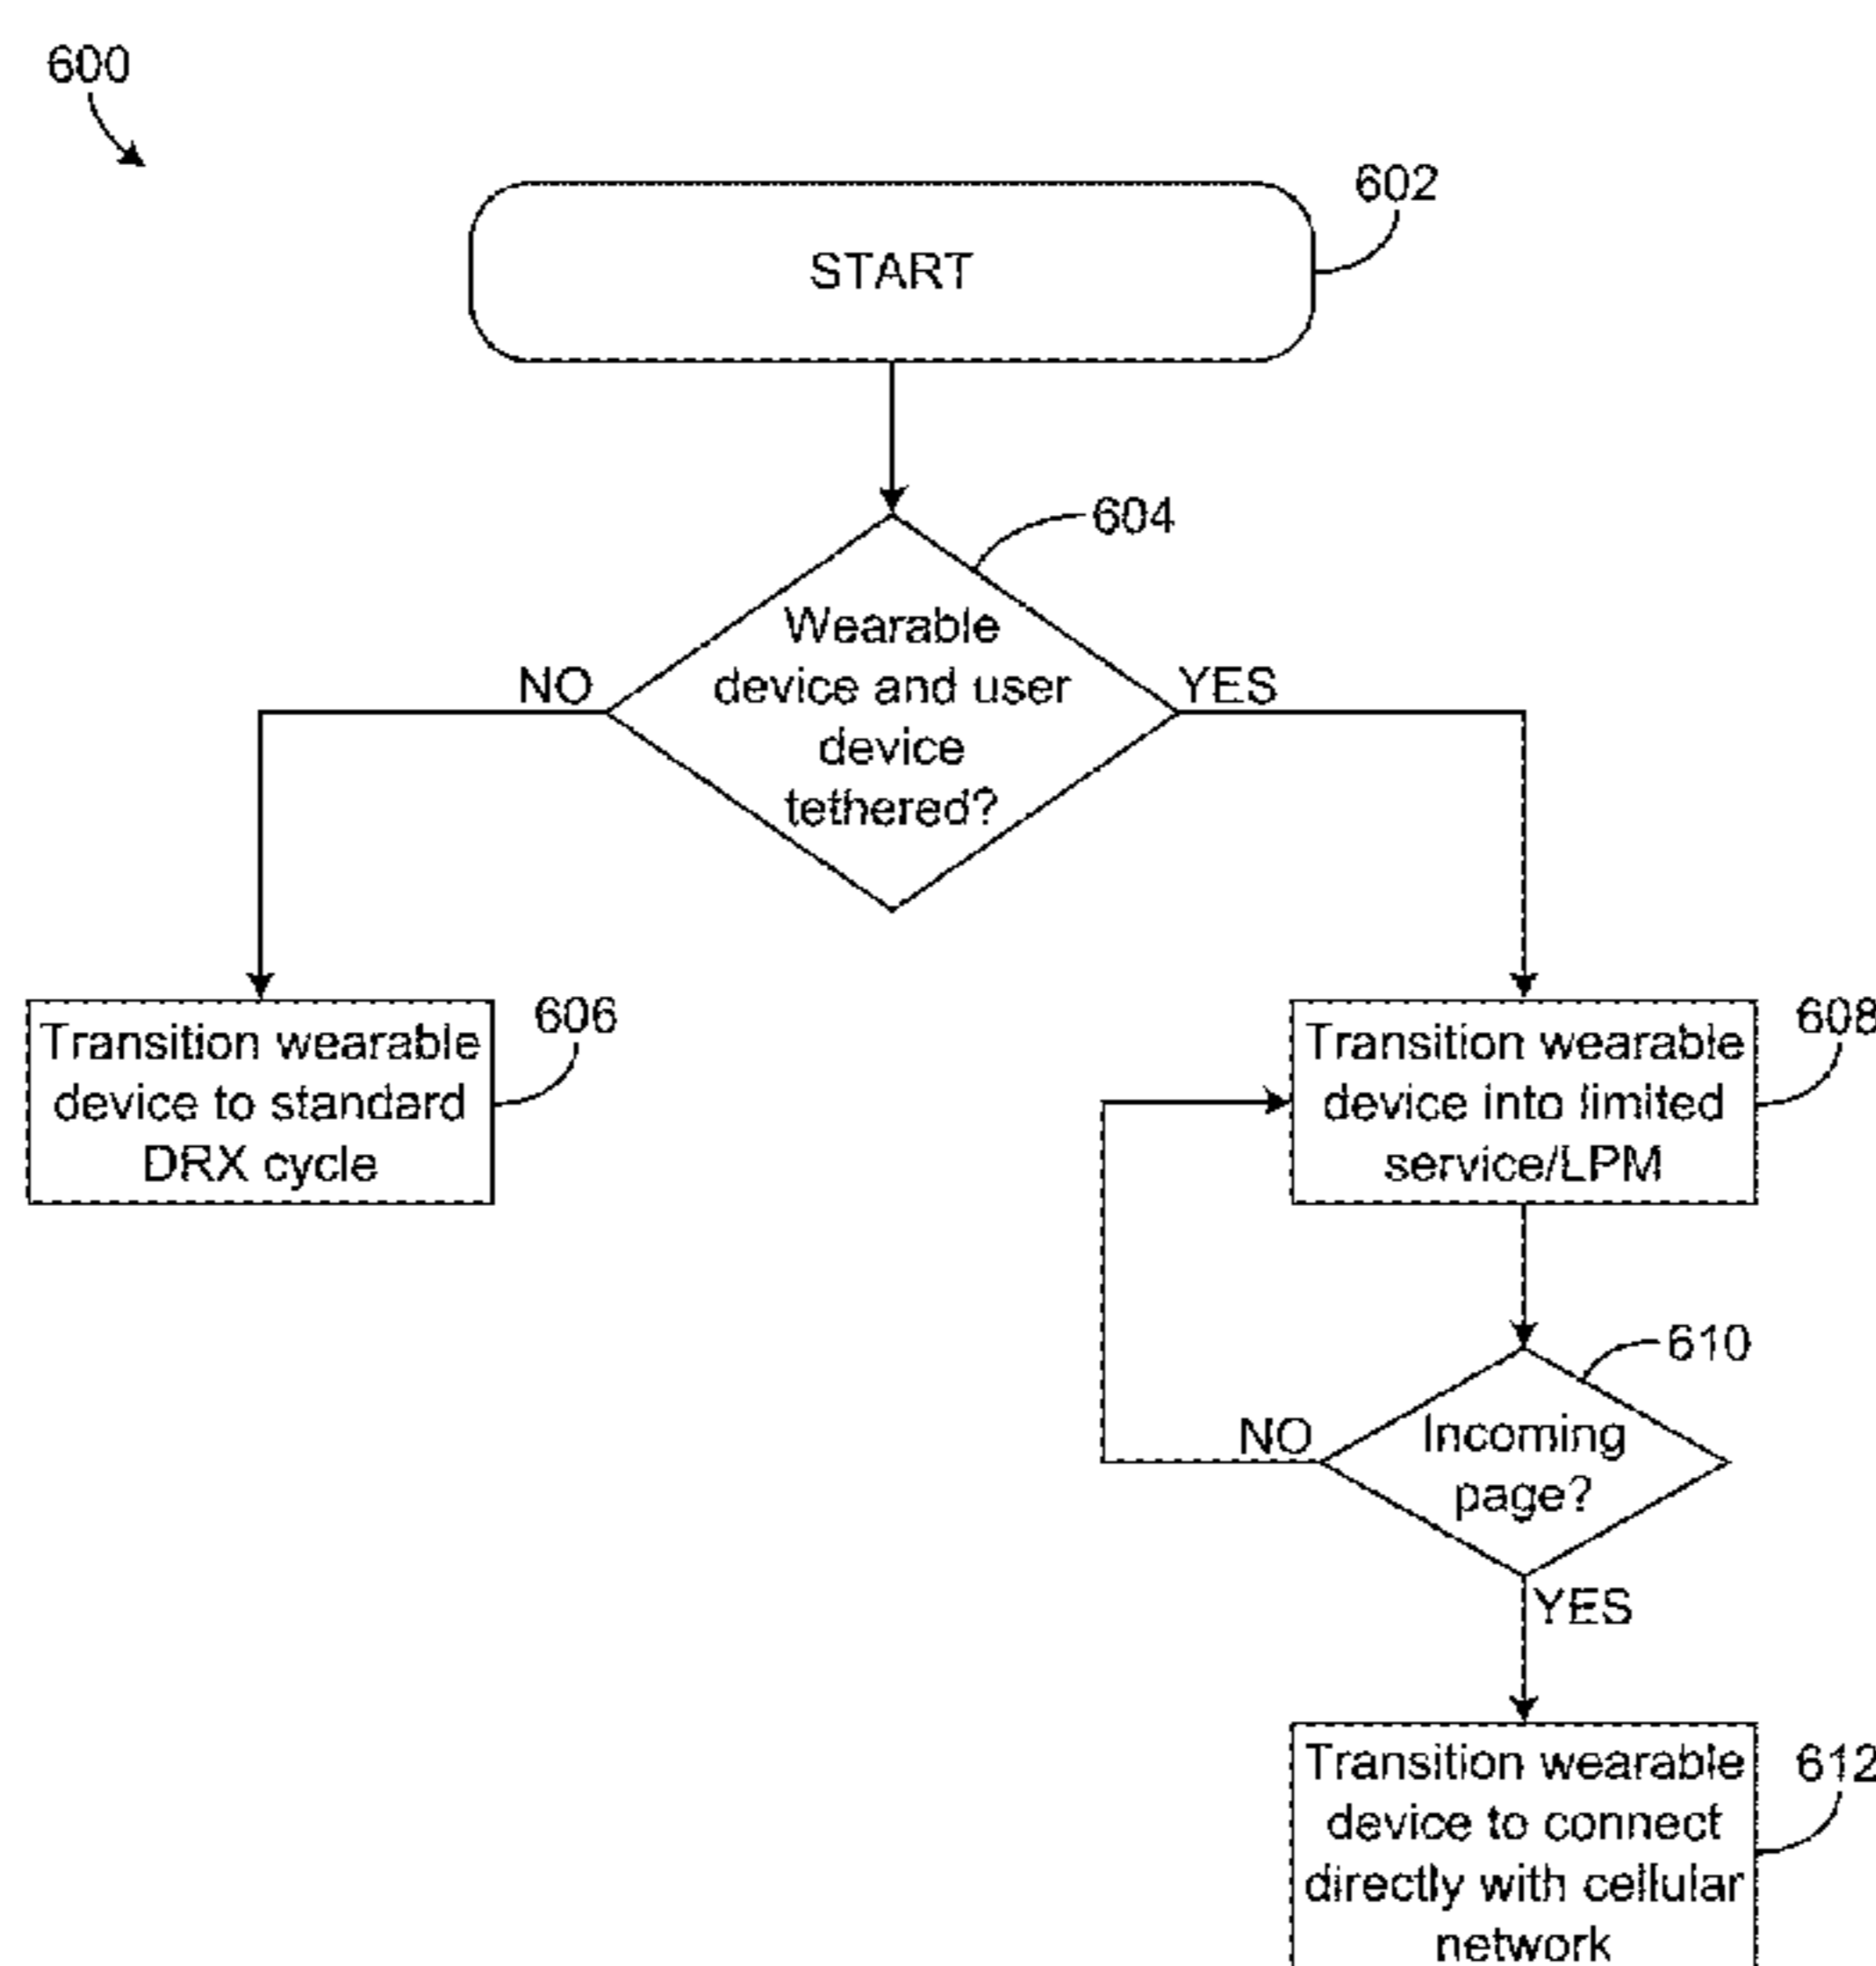 600
602
START
604
Wearable
device and user
device
tethered?
NO
YES
606
Transition wearable
device to standard
DRX cycle
608
Transition wearable
device into limited
service/LPM
610
Incoming
page?
NO
YES
612
Transition wearable
device to connect
directly with cellular
network